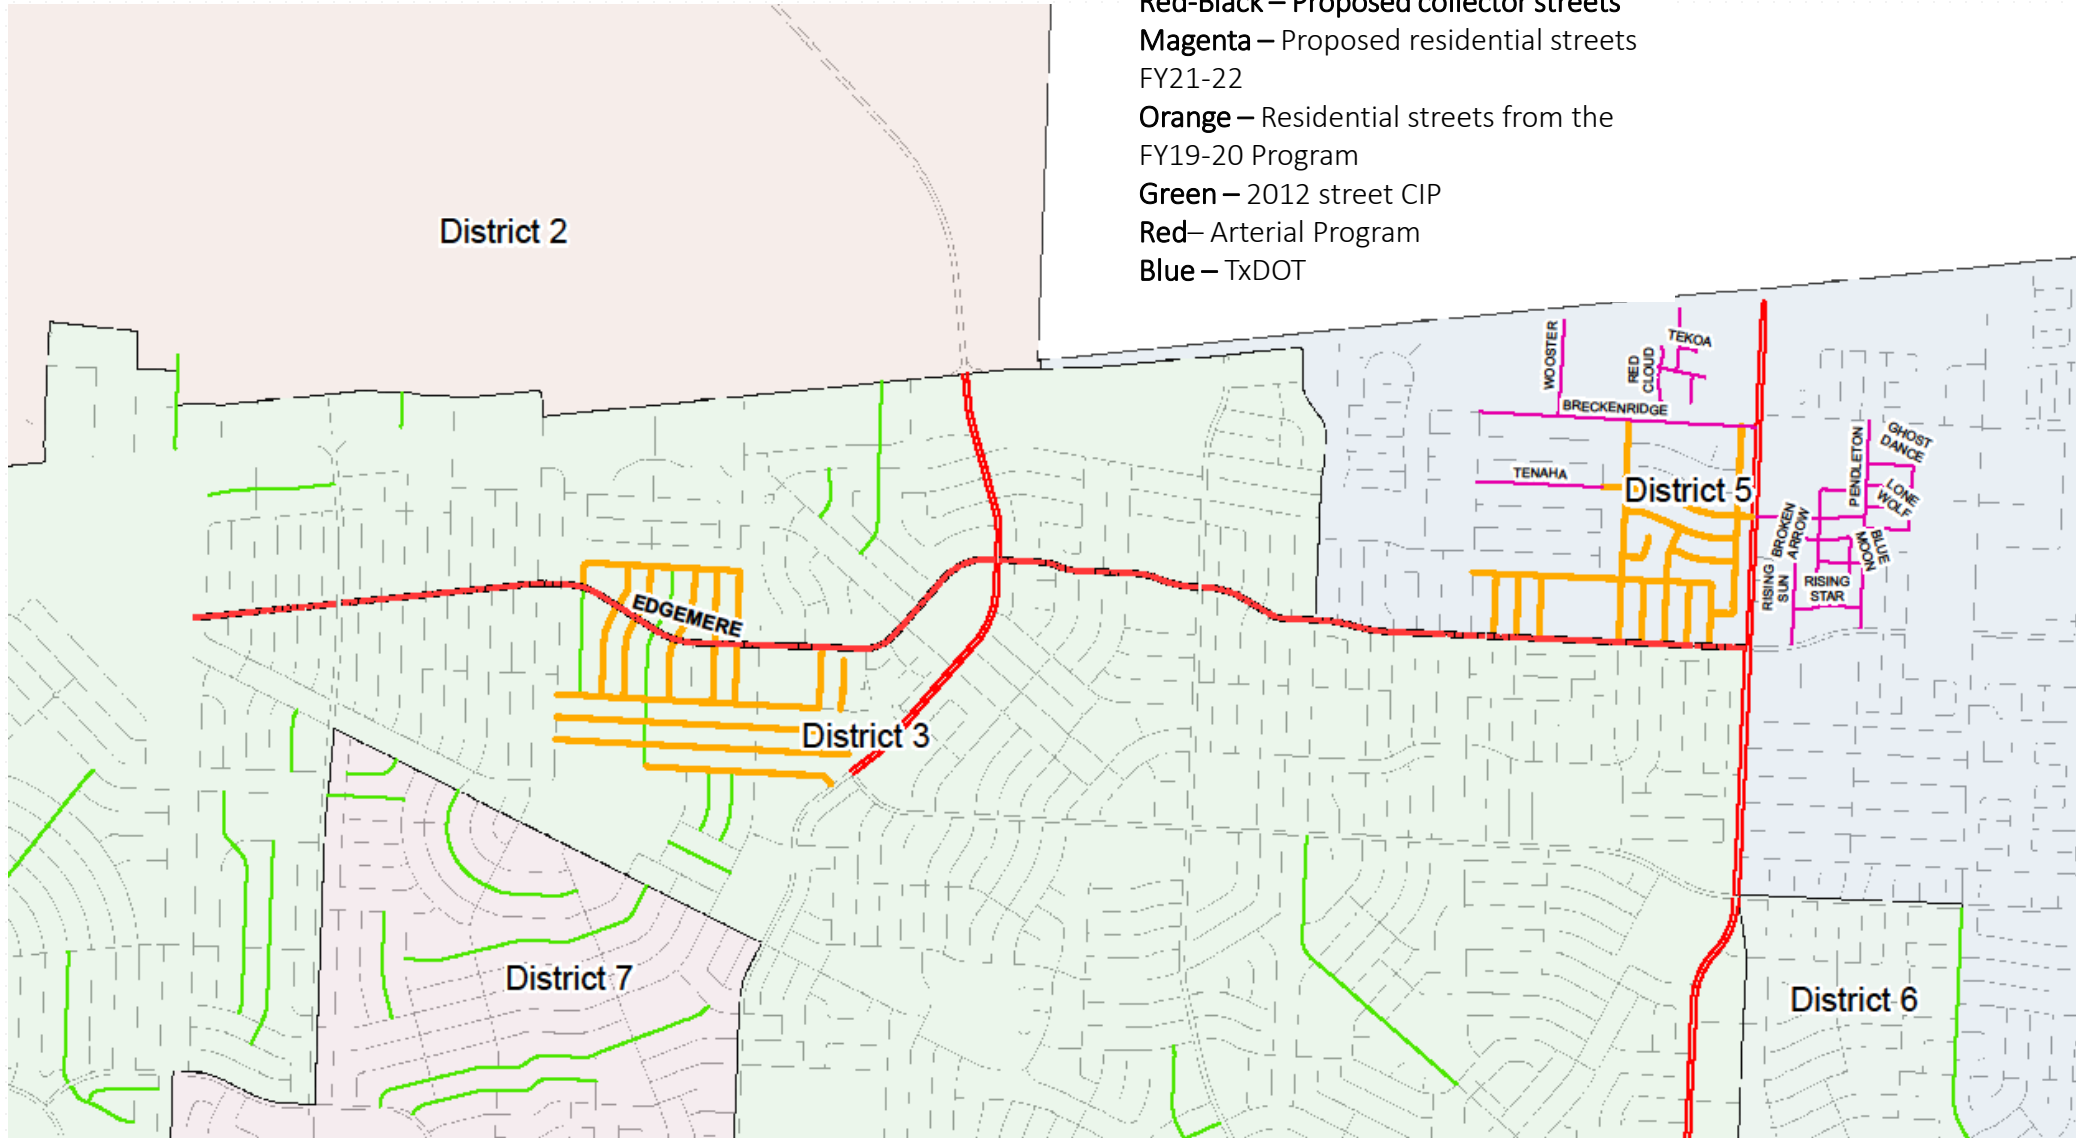 Red-Black – Proposed collector streets
Magenta – Proposed residential streets
FY21-22
Orange – Residential streets from the
FY19-20 Program
Green – 2012 street CIP
Red– Arterial Program
Blue – TxDOT
District 2
WOOSTER
RED
CLOUD
TEKOA
BRECKENRIDGE
TENAHA
District 5
PENDLETON
GHOST
DANCE
LONE
WOLF
BROKEN
ARROW
BLUE
MOON
RISING
SUN
RISING
STAR
EDGEMERE
District 3
District 7
District 6